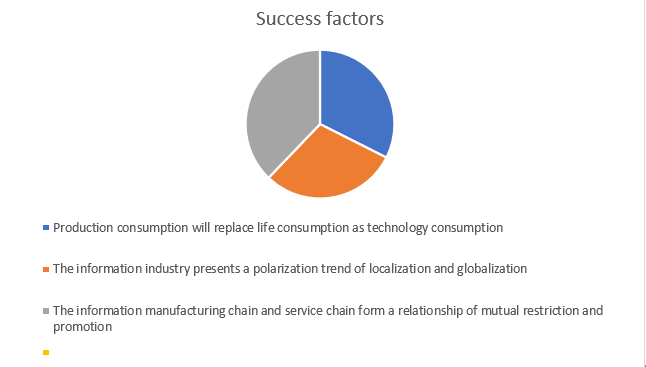 Success factors
Production consumption will replace life consumption as technology consumption
The information industry presents a polarization trend of localization and globalization
The information manufacturing chain and service chain form a relationship of mutual restriction and
promotion